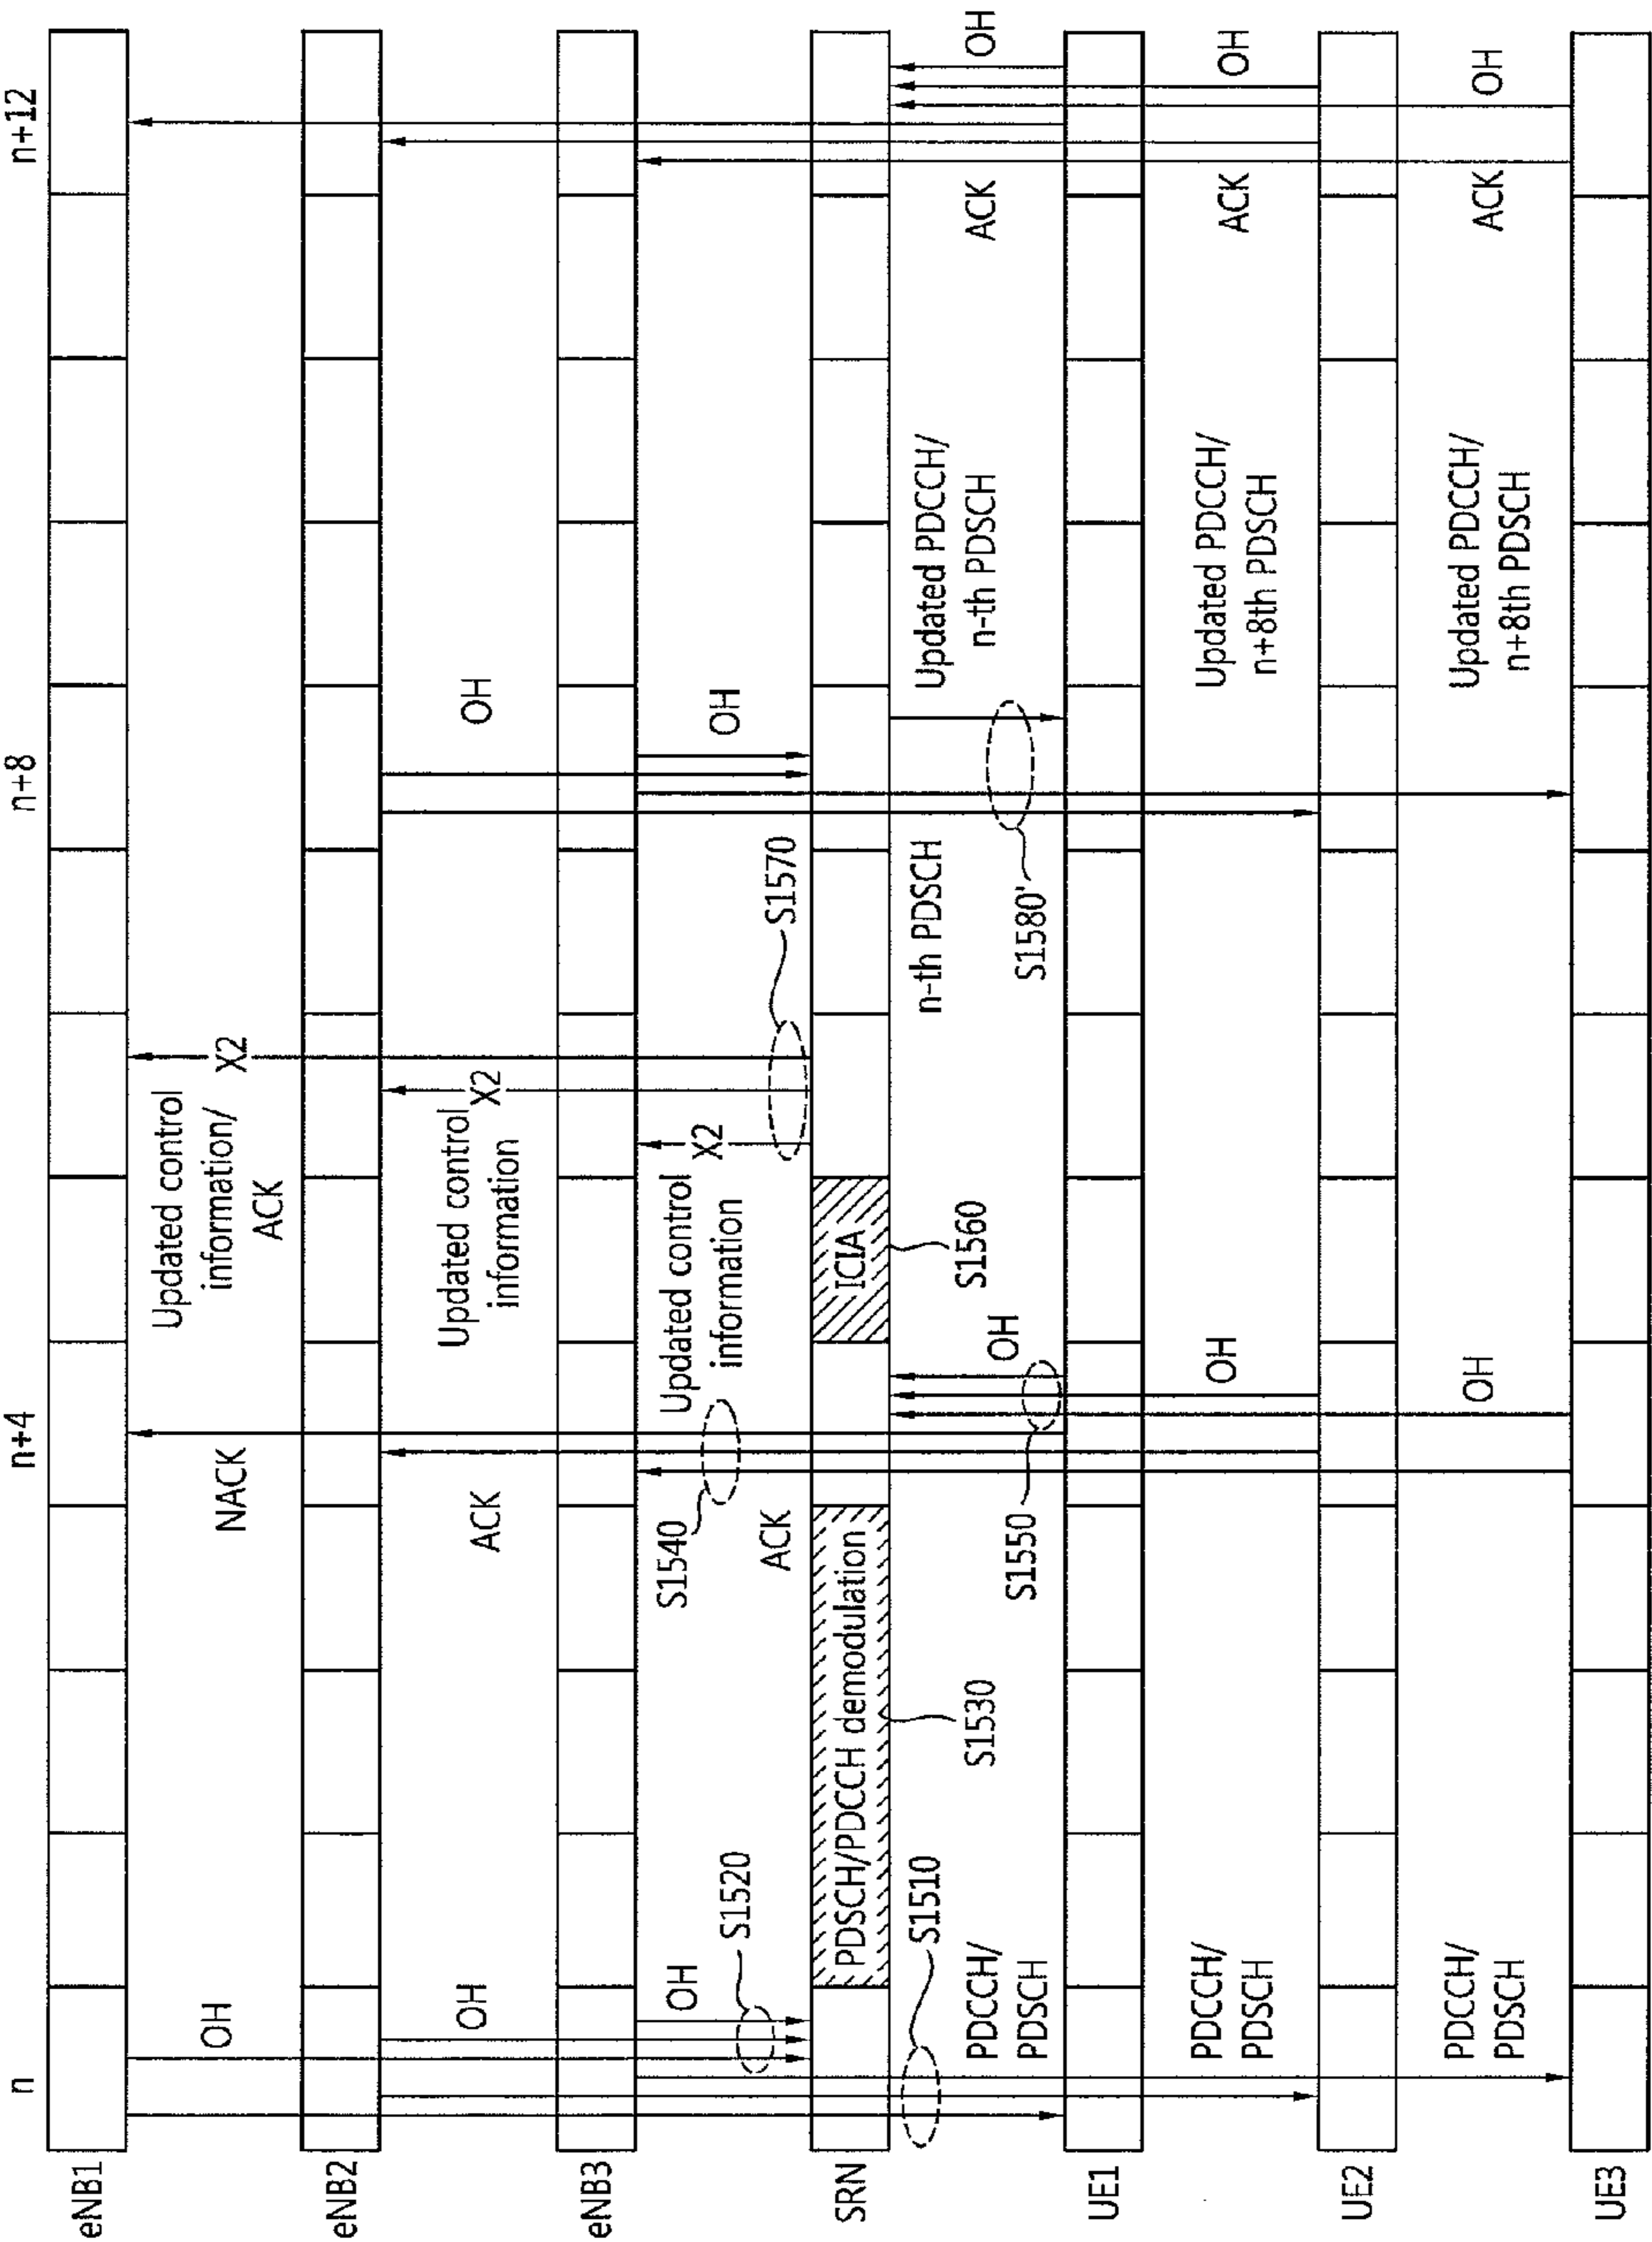 n
n+4
n+8
n+12
eNB1
OH
NACK
Updated control
information/
ACK
X2
eNB2
OH
ACK
Updated control
information
X2
OH
eNB3
OH
S1520
S1540
ACK
Updated control
information
X2
S1570
OH
SRN
PDSCH/PDCCH demodulation
ICIA
S1510
PDCCH/
PDSCH
S1530
S1550
OH
S1560
n-th PDSCH
S1580'
Updated PDCCH/
n-th PDSCH
ACK
OH
UE1
PDCCH/
PDSCH
OH
Updated PDCCH/
n+8th PDSCH
ACK
OH
UE2
PDCCH/
PDSCH
OH
Updated PDCCH/
n+8th PDSCH
ACK
OH
UE3